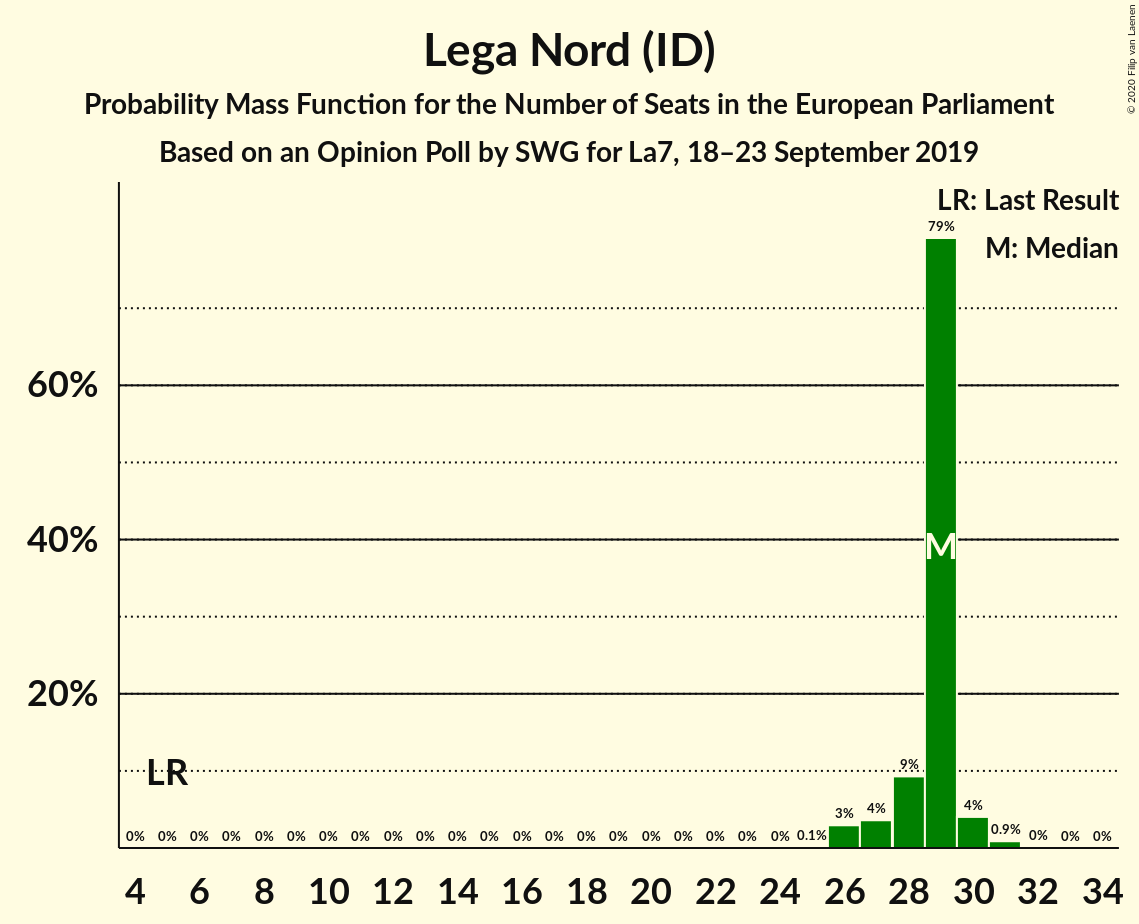 Lega Nord (ID)
Probability Mass Function for the Number of Seats in the European Parliament
Based on an Opinion Poll by SWG for La7, 18–23 September 2019
© 2020 Filip van Laenen
LR: Last Result
M: Median
79%
60%
40%
20%
M
LR
0% 0% 0% 0% 0% 0% 0% 0% 0% 0% 0% 0% 0% 0% 0% 0% 0% 0% 0% 0% 0% 0.1% 3% 4% 9% 4% 0.9% 0% 0% 0%
4 6 8 10 12 14 16 18 20 22 24 26 28 30 32 34